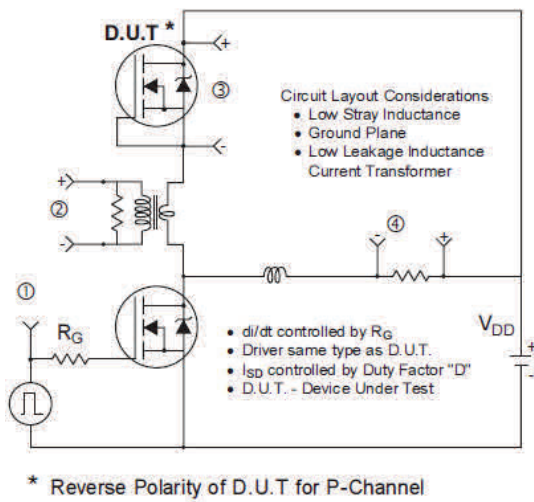 D.U.T *
+
③
-
Circuit Layout Considerations
• Low Stray Inductance
• Ground Plane
• Low Leakage Inductance
Current Transformer
+
②
-
-
④
+
①
RG
• di/dt controlled by RG
• Driver same type as D.U.T.
• ISD controlled by Duty Factor "D"
• D.U.T. - Device Under Test
VDD
+
-
* Reverse Polarity of D.U.T for P-Channel